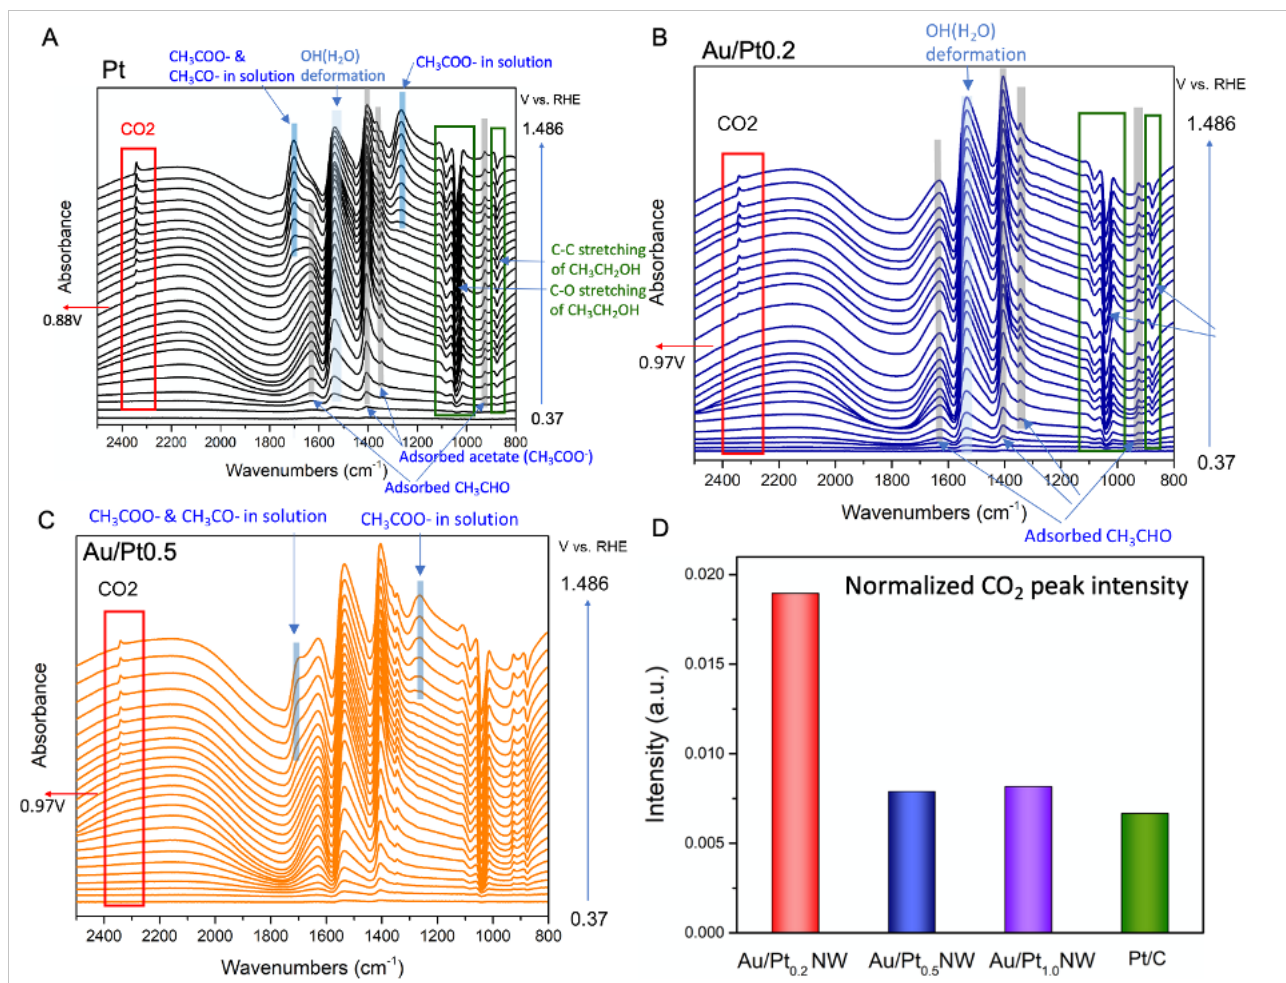 A
Pt
CH₃COO- &
CH₃CO- in solution
OH(H₂O)
deformation
CH₃COO- in solution
V vs. RHE
1.486
CO2
Absorbance
0.88V
C-C stretching
of CH₃CH₂OH
C-O stretching
of CH₃CH₂OH
0.37
2400 2200 2000 1800 1600 1400 1200 1000 800
Wavenumbers (cm⁻¹)
Adsorbed acetate (CH₃COO⁻)
Adsorbed CH₃CHO
B
Au/Pt0.2
OH(H₂O)
deformation
V vs. RHE
1.486
CO2
Absorbance
0.97V
0.37
2400 2200 2000 1800 1600 1400 1200 1000 800
Wavenumbers (cm⁻¹)
Adsorbed CH₃CHO
C
CH₃COO- & CH₃CO- in solution
CH₃COO- in solution
Au/Pt0.5
V vs. RHE
1.486
CO2
Absorbance
0.97V
0.37
2400 2200 2000 1800 1600 1400 1200 1000 800
Wavenumbers (cm⁻¹)
D
Normalized CO₂ peak intensity
Intensity (a.u.)
0.020
0.015
0.010
0.005
0.000
Au/Pt₀.₂NW Au/Pt₀.₅NW Au/Pt₁.₀NW Pt/C